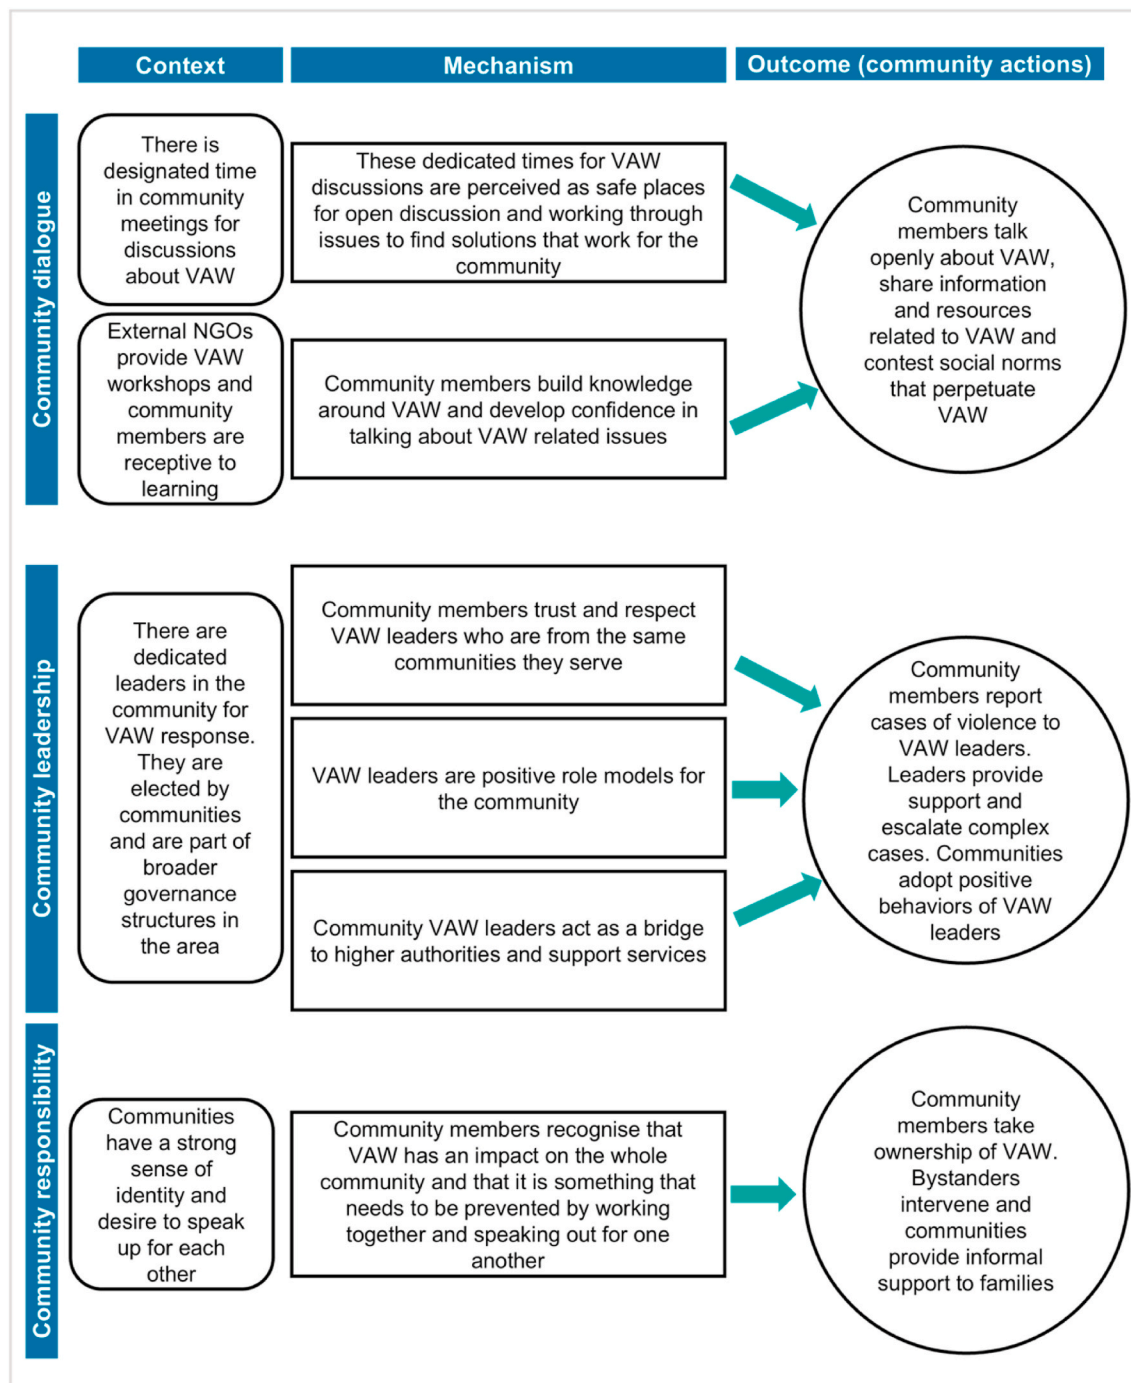 Context
Mechanism
Outcome (community actions)
Community dialogue
There is
designated time
in community
meetings for
discussions
about VAW
These dedicated times for VAW
discussions are perceived as safe places
for open discussion and working through
issues to find solutions that work for the
community
External NGOs
provide VAW
workshops and
community
members are
receptive to
learning
Community members build knowledge
around VAW and develop confidence in
talking about VAW related issues
Community
members talk
openly about VAW,
share information
and resources
related to VAW and
contest social norms
that perpetuate
VAW
Community leadership
There are
dedicated
leaders in the
community for
VAW response.
They are
elected by
communities
and are part of
broader
governance
structures in
the area
Community members trust and respect
VAW leaders who are from the same
communities they serve
VAW leaders are positive role models for
the community
Community VAW leaders act as a bridge
to higher authorities and support services
Community
members report
cases of violence to
VAW leaders.
Leaders provide
support and
escalate complex
cases. Communities
adopt positive
behaviors of VAW
leaders
Community responsibility
Communities
have a strong
sense of
identity and
desire to speak
up for each
other
Community members recognise that
VAW has an impact on the whole
community and that it is something that
needs to be prevented by working
together and speaking out for one
another
Community
members take
ownership of VAW.
Bystanders
intervene and
communities
provide informal
support to families